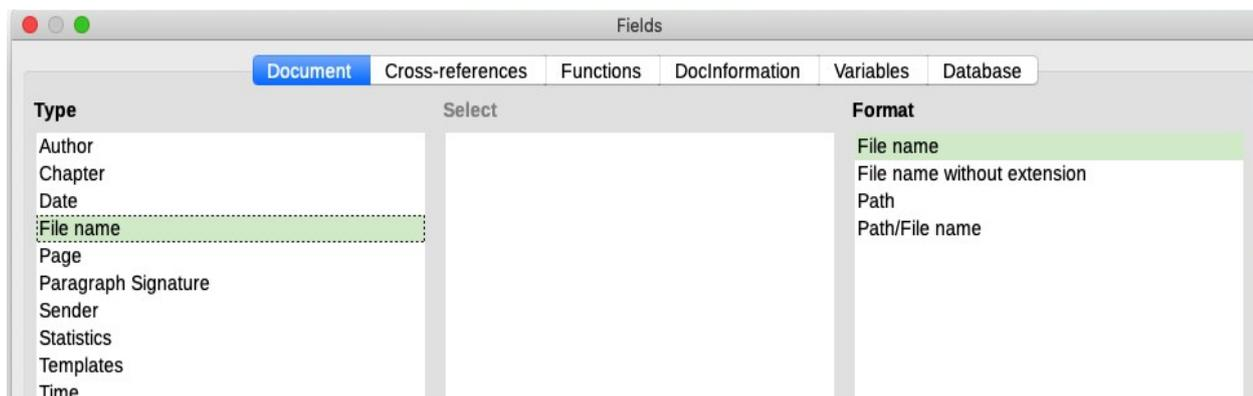 Fields
Document Cross-references Functions DocInformation Variables Database
Type
Author
Chapter
Date
File name
Page
Paragraph Signature
Sender
Statistics
Templates
Time
Select
Format
File name
File name without extension
Path
Path/File name